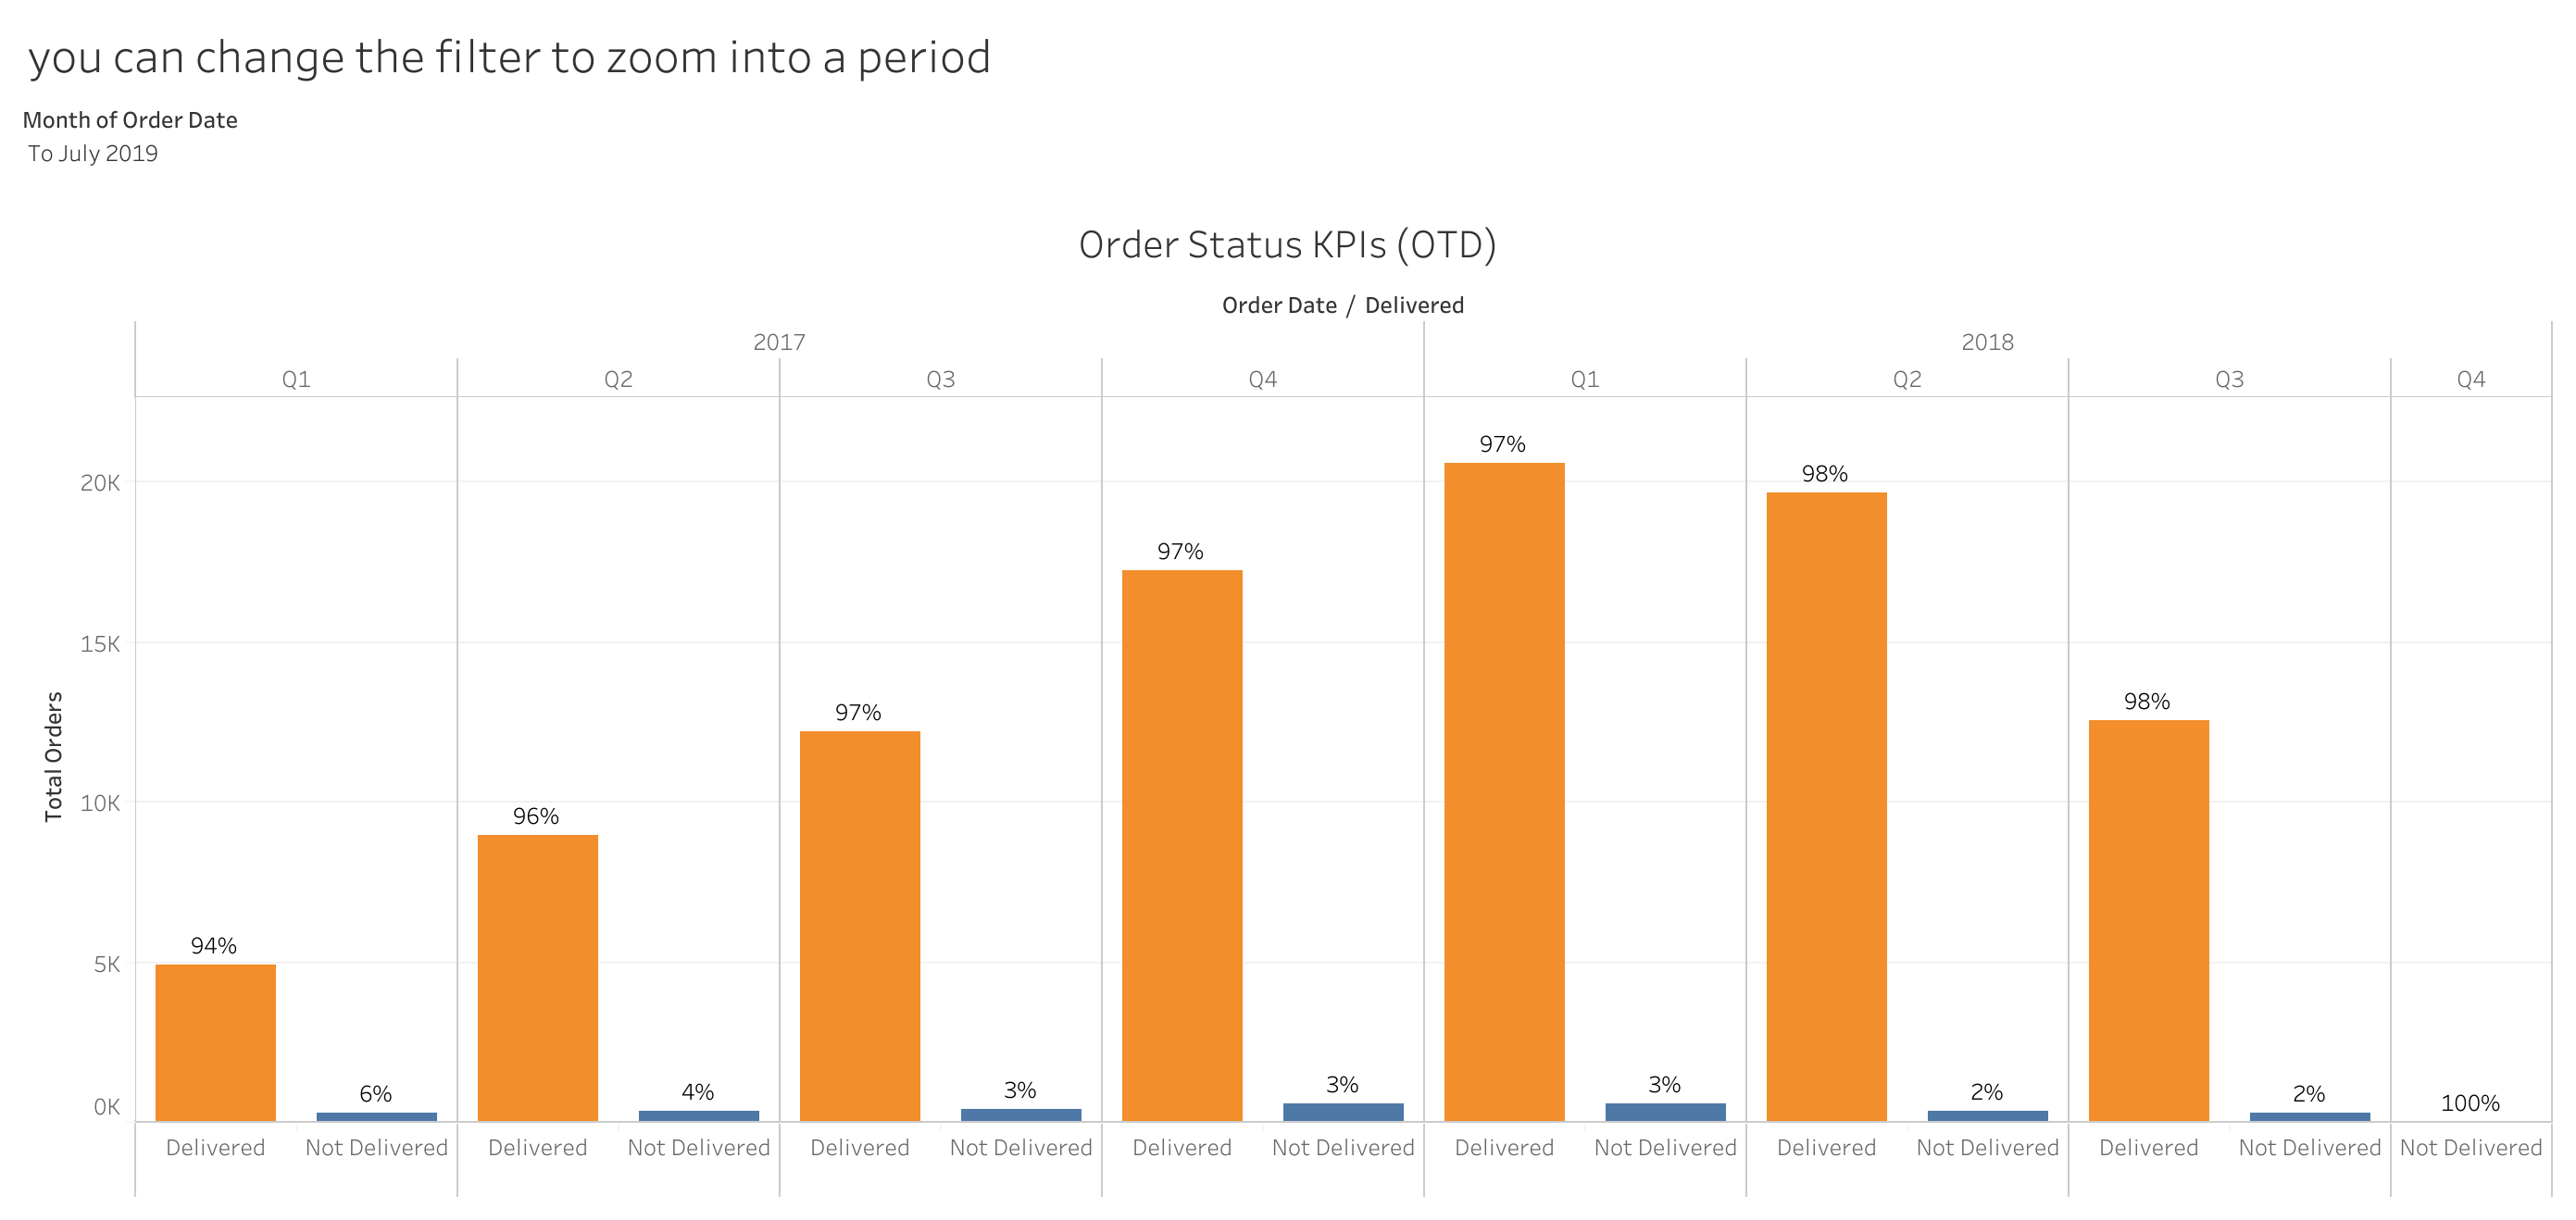 you can change the filter to zoom into a period
Month of Order Date
To July 2019
Order Status KPIs (OTD)
Order Date / Delivered
2017 2018
Q1 Q2 Q3 Q4 Q1 Q2 Q3 Q4
Total Orders
20K
15K
10K
5K
0K
94% 6% 96% 4% 97% 3% 97% 3% 97% 3% 98% 2% 98% 2% 100%
Delivered Not Delivered Delivered Not Delivered Delivered Not Delivered Delivered Not Delivered Delivered Not Delivered Delivered Not Delivered Delivered Not Delivered Not Delivered